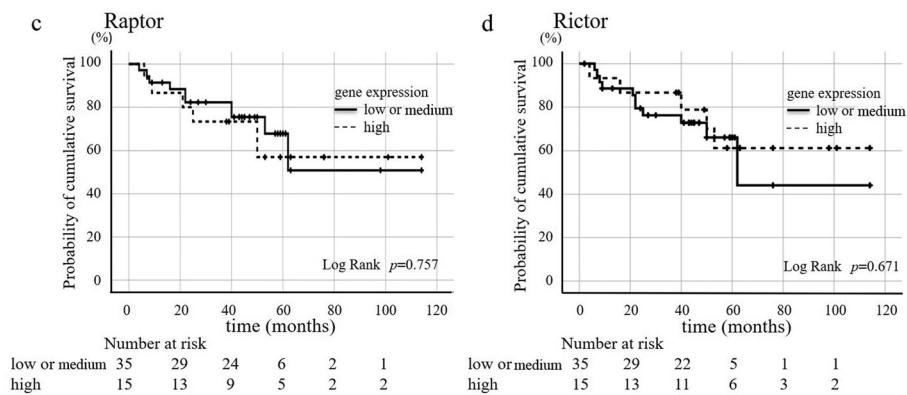 c Raptor
(%)
100
80
60
40
20
0
Probability of cumulative survival
gene expression
low or medium
high
Log Rank p=0.757
0 20 40 60 80 100 120
time (months)
Number at risk
low or medium 35 29 24 6 2 1
high 15 13 9 5 2 2
d Rictor
(%)
100
80
60
40
20
0
Probability of cumulative survival
gene expression
low or medium
high
Log Rank p=0.671
0 20 40 60 80 100 120
time (months)
Number at risk
low or medium 35 29 22 5 1 1
high 15 13 11 6 3 2